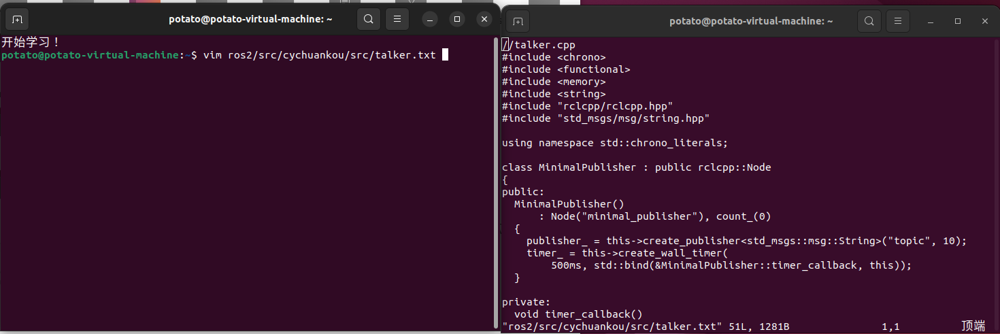 potato@potato-virtual-machine: ~
开始学习！
potato@potato-virtual-machine:~$ vim ros2/src/cychuankou/src/talker.txt
potato@potato-virtual-machine: ~
//talker.cpp
#include <chrono>
#include <functional>
#include <memory>
#include <string>
#include "rclcpp/rclcpp.hpp"
#include "std_msgs/msg/string.hpp"
using namespace std::chrono_literals;
class MinimalPublisher : public rclcpp::Node
{
public:
  MinimalPublisher()
      : Node("minimal_publisher"), count_(0)
  {
    publisher_ = this->create_publisher<std_msgs::msg::String>("topic", 10);
    timer_ = this->create_wall_timer(
        500ms, std::bind(&MinimalPublisher::timer_callback, this));
  }
private:
  void timer_callback()
"ros2/src/cychuankou/src/talker.txt" 51L, 1281B 1,1 顶端